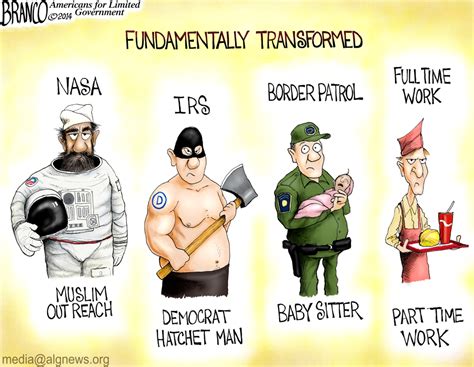 BRANCO Americans for Limited
©2014 Government
FUNDAMENTALLY TRANSFORMED
NASA
MUSLIM
OUT REACH
IRS
D
DEMOCRAT
HATCHET MAN
BORDER PATROL
BABY SITTER
FULL TIME
WORK
PART TIME
WORK
media@algnews.org